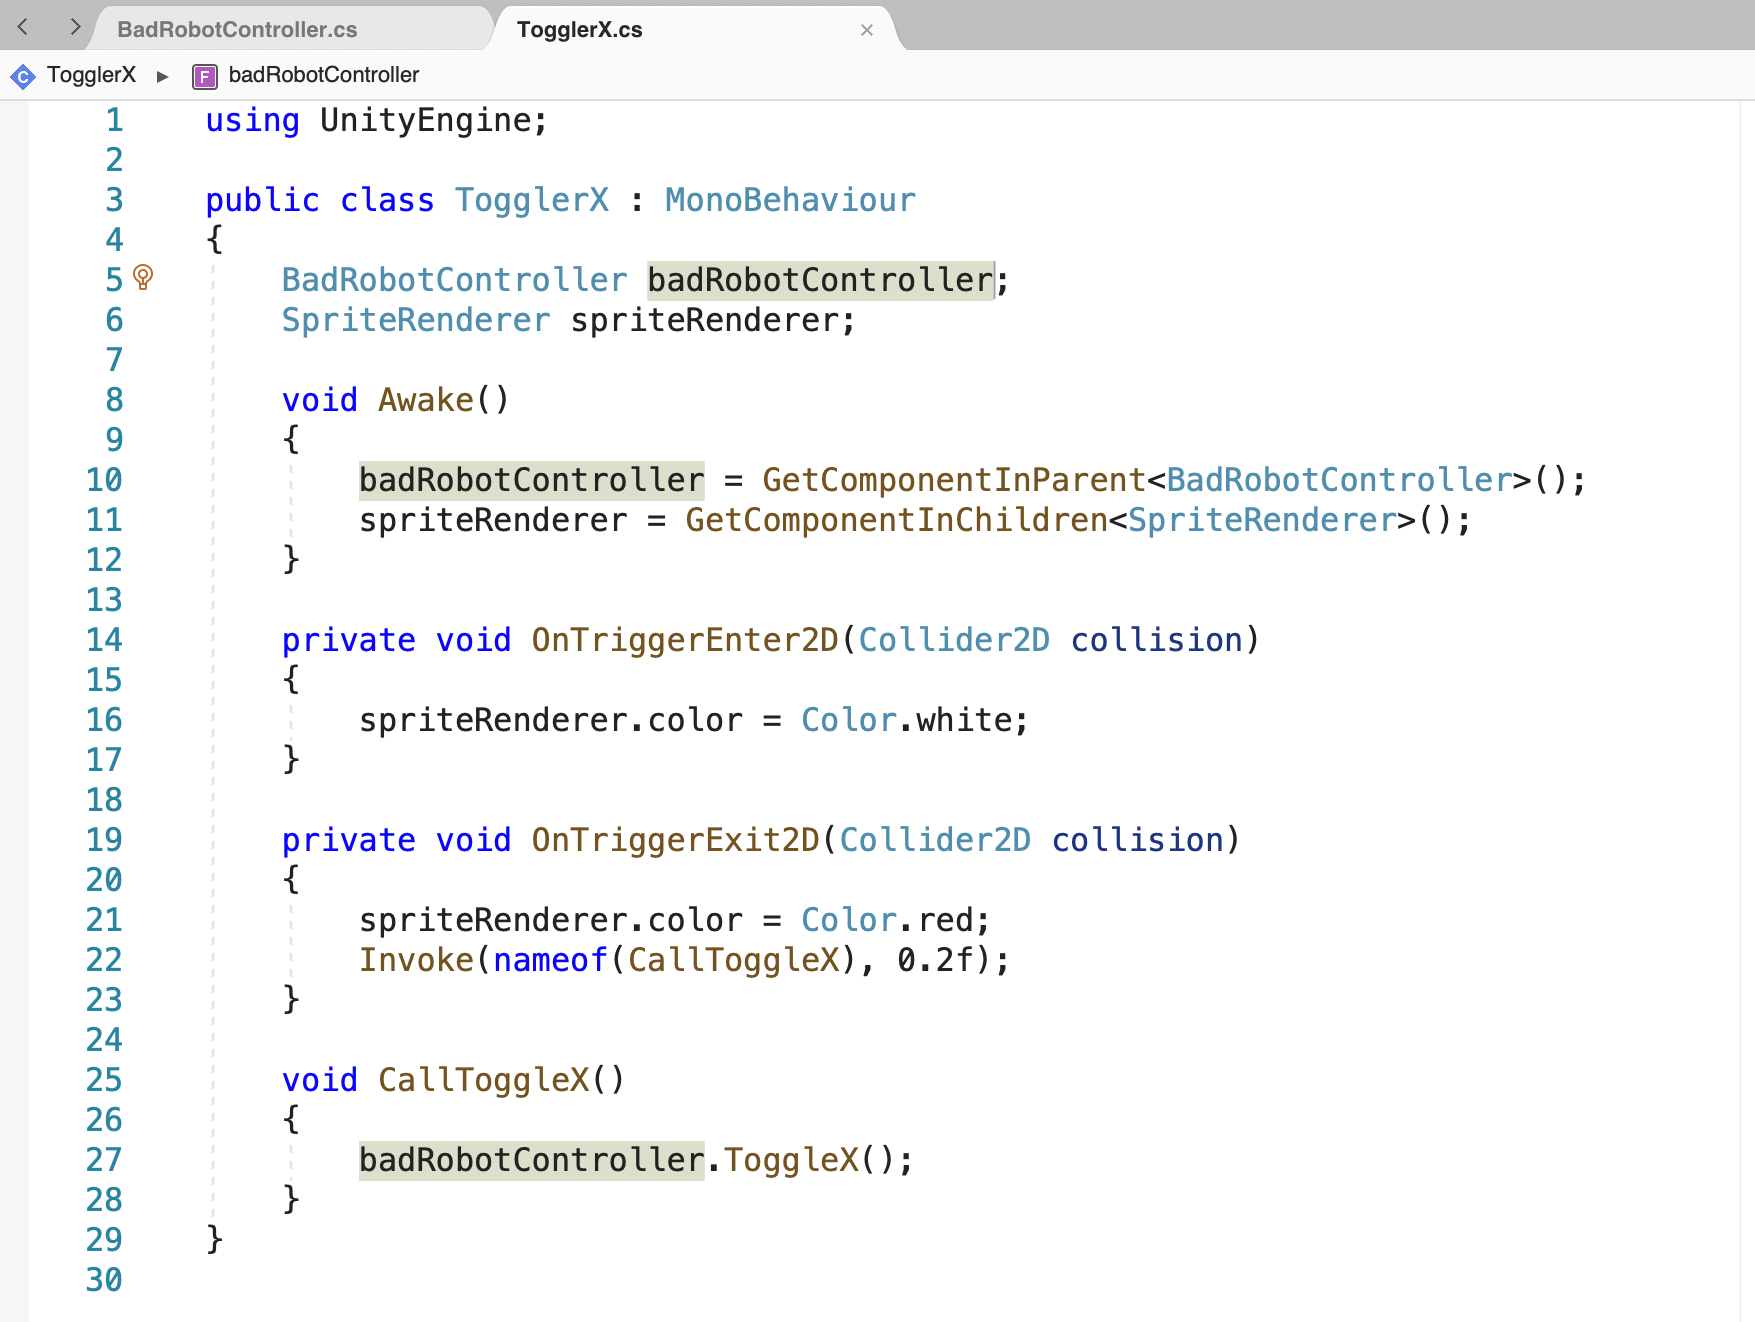 BadRobotController.cs TogglerX.cs ×
C TogglerX ▶ F badRobotController
1 using UnityEngine;
2
3 public class TogglerX : MonoBehaviour
4 {
5 BadRobotController badRobotController;
6 SpriteRenderer spriteRenderer;
7
8 void Awake()
9 {
10 badRobotController = GetComponentInParent<BadRobotController>();
11 spriteRenderer = GetComponentInChildren<SpriteRenderer>();
12 }
13
14 private void OnTriggerEnter2D(Collider2D collision)
15 {
16 spriteRenderer.color = Color.white;
17 }
18
19 private void OnTriggerExit2D(Collider2D collision)
20 {
21 spriteRenderer.color = Color.red;
22 Invoke(nameof(CallToggleX), 0.2f);
23 }
24
25 void CallToggleX()
26 {
27 badRobotController.ToggleX();
28 }
29 }
30